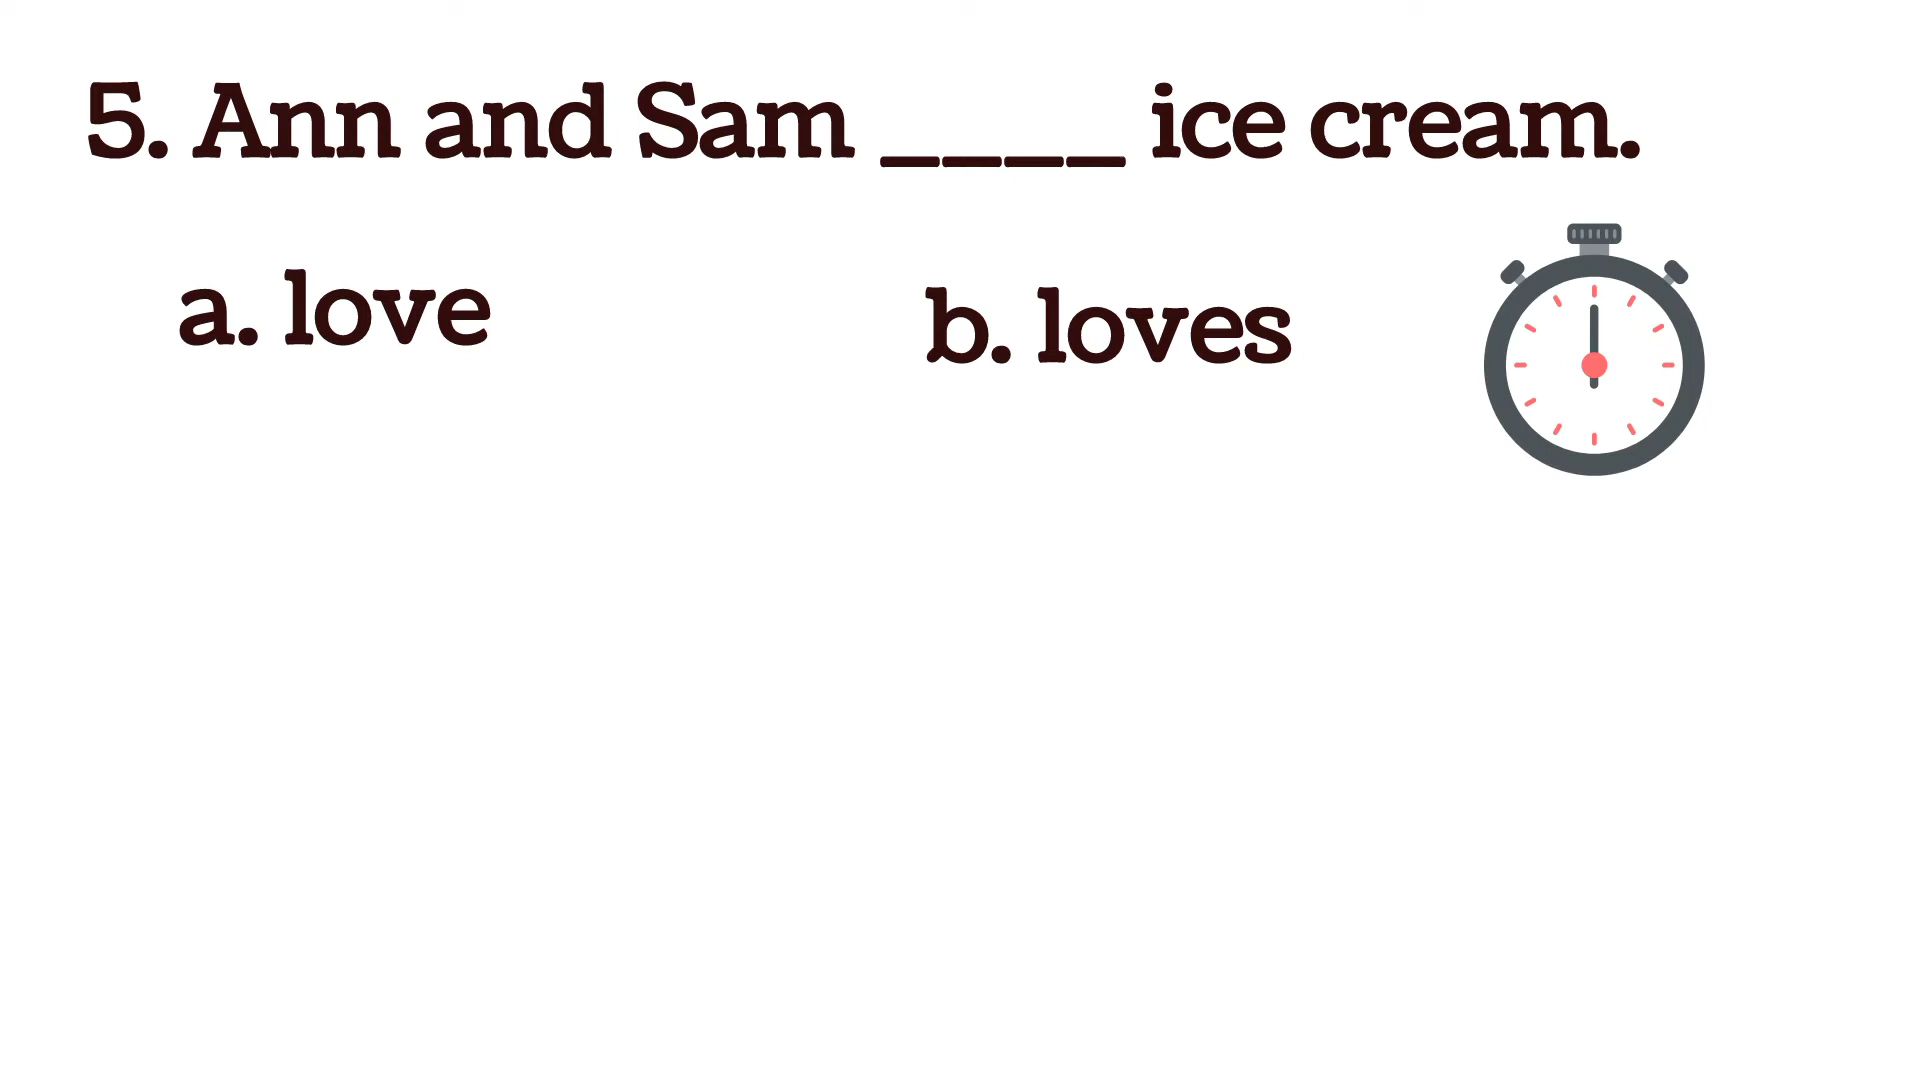 5. Ann and Sam ____ ice cream.
a. love
b. loves